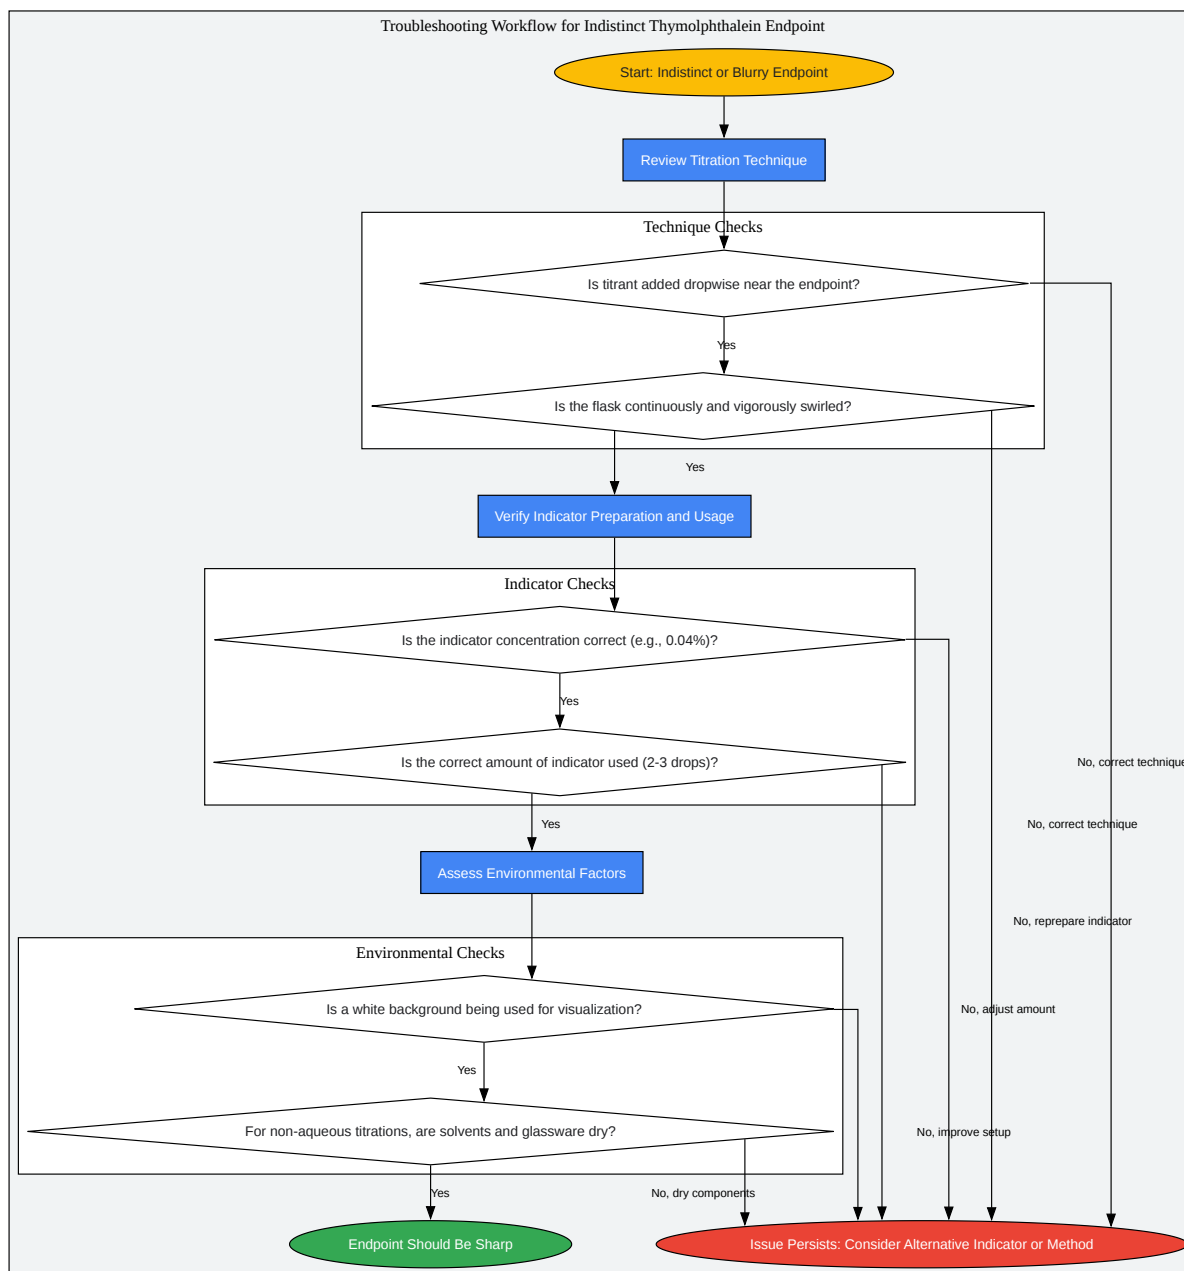 Troubleshooting Workflow for Indistinct Thymolphthalein Endpoint
Start: Indistinct or Blurry Endpoint
Review Titration Technique
Technique Checks
Is titrant added dropwise near the endpoint?
Yes
Is the flask continuously and vigorously swirled?
Yes
Verify Indicator Preparation and Usage
Indicator Checks
Is the indicator concentration correct (e.g., 0.04%)?
Yes
Is the correct amount of indicator used (2-3 drops)?
No, correct technique
Yes
No, correct technique
Assess Environmental Factors
No, reprepare indicator
Environmental Checks
Is a white background being used for visualization?
No, adjust amount
Yes
For non-aqueous titrations, are solvents and glassware dry?
No, improve setup
Yes
No, dry components
Endpoint Should Be Sharp
Issue Persists: Consider Alternative Indicator or Method